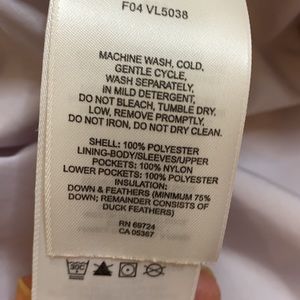 F04 VL5038
MACHINE WASH, COLD,
GENTLE CYCLE,
WASH SEPARATELY,
IN MILD DETERGENT,
DO NOT BLEACH, TUMBLE DRY.
LOW, REMOVE PROMPTLY.
DO NOT IRON, DO NOT DRY CLEAN.
SHELL: 100% POLYESTER
LINING-BODY/SLEEVES/UPPER
POCKETS: 100% NYLON
LOWER POCKETS: 100% POLYESTER
INSULATION:
DOWN & FEATHERS (MINIMUM 75%
DOWN; REMAINDER CONSISTS OF
DUCK FEATHERS)
RN 69724
CA 05367